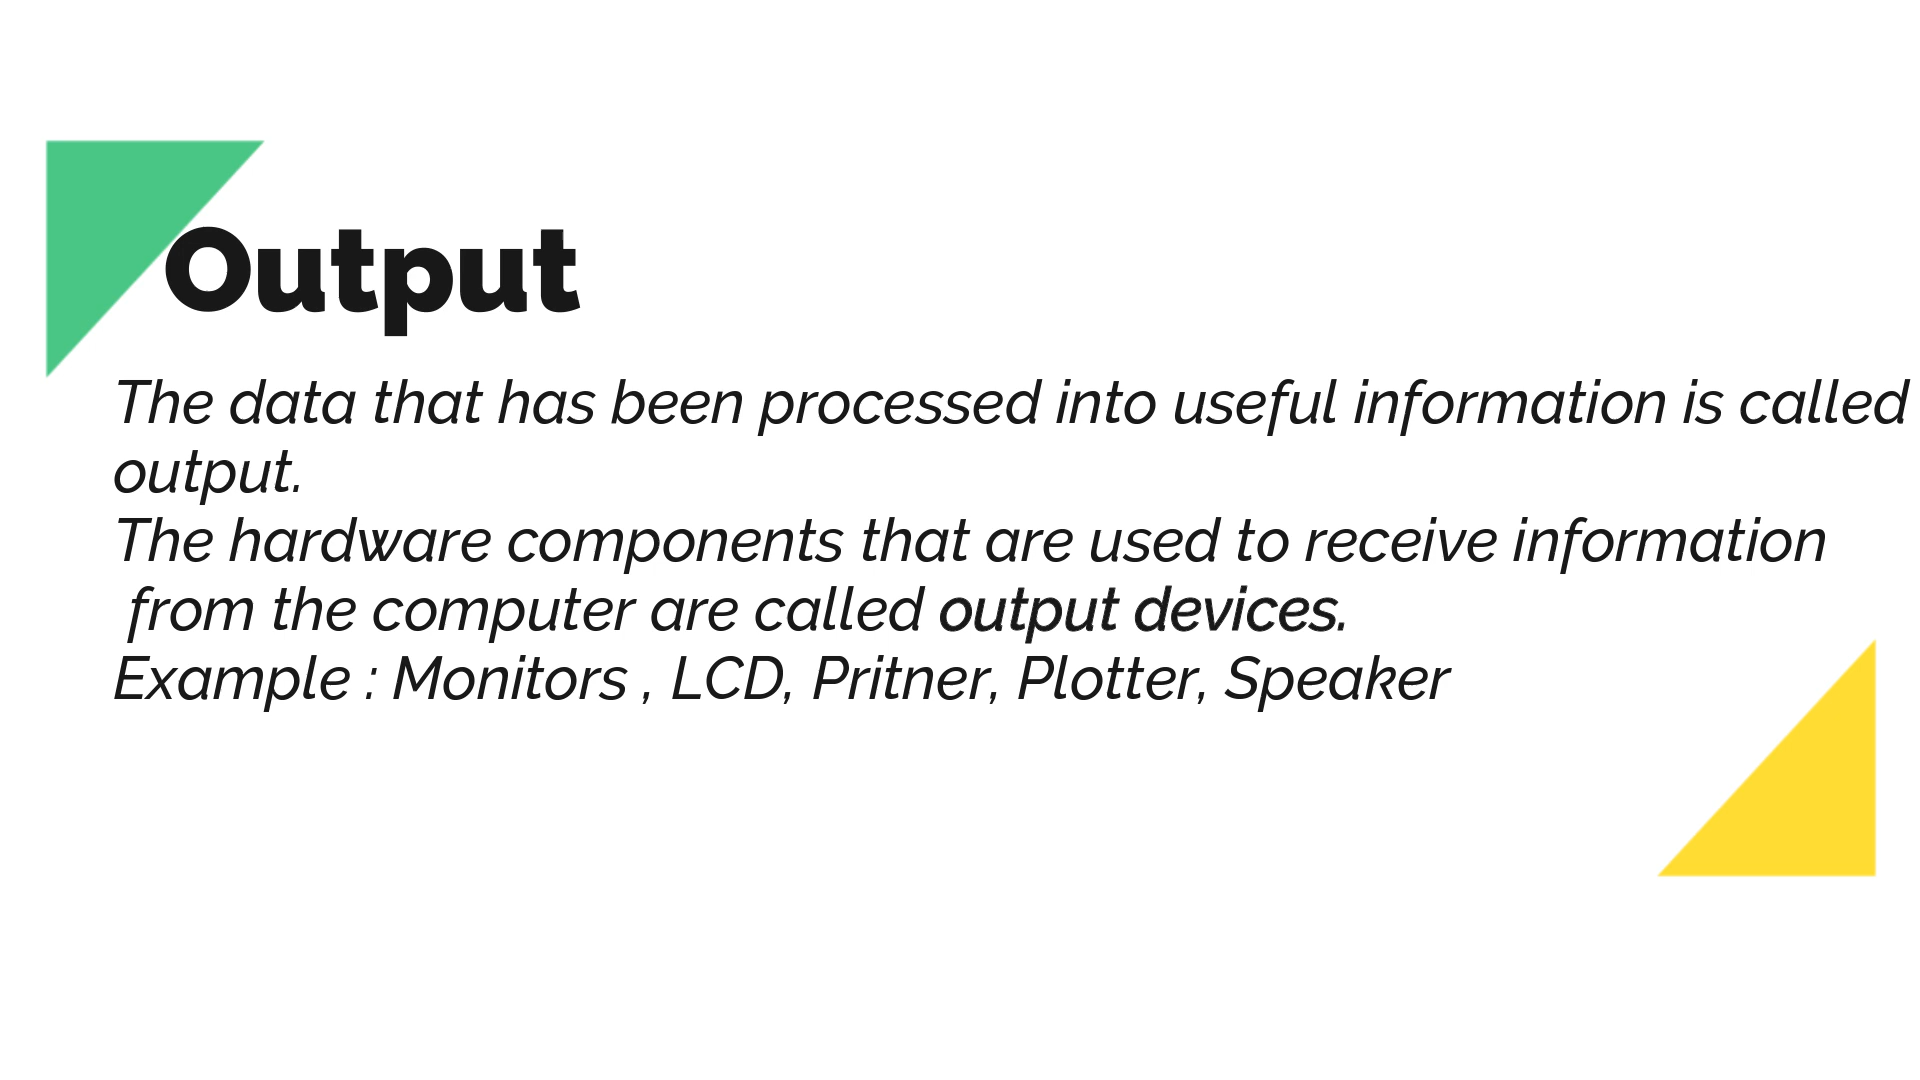 Output
The data that has been processed into useful information is called
output.
The hardware components that are used to receive information
from the computer are called output devices.
Example : Monitors , LCD, Pritner, Plotter, Speaker